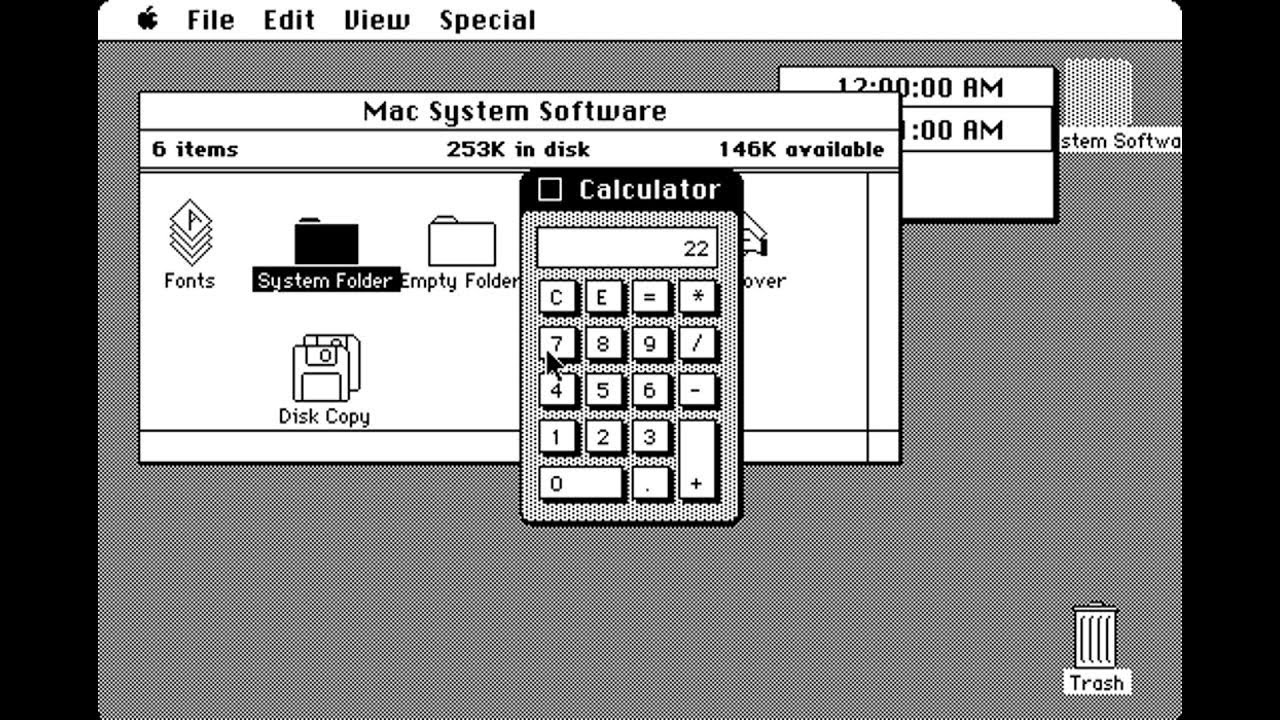 File Edit View Special
12:00:00 AM
Mac System Software
1:00 AM
6 items 253K in disk 146K available
stem Softwa
Calculator
22
Fonts System Folder Empty Folder over
C E = *
7 8 9 /
4 5 6 -
Disk Copy
1 2 3
0 . +
Trash